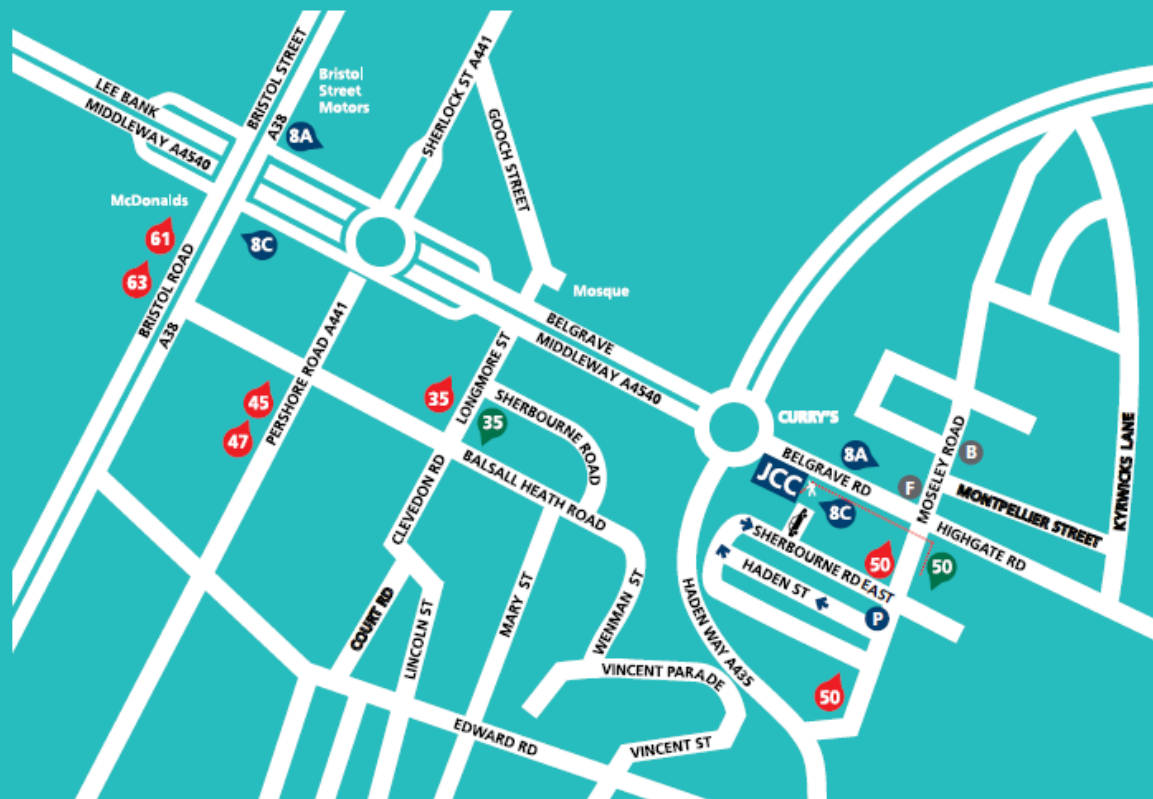 LEE BANK
MIDDLEWAY A4540
BRISTOL STREET
A38
Bristol
Street
Motors
8A
SHERLOCK ST A441
GOOCH STREET
McDonalds
61
63
8C
BRISTOL ROAD
A38
Mosque
BELGRAVE
MIDDLEWAY A4540
PERSHORE ROAD A441
45
47
35
LONGMORE ST
35
SHERBOURNE ROAD
BALSALL HEATH ROAD
CLEVEDON RD
CURRY'S
8A
BELGRAVE RD
JCC
8C
F
B
MOSELEY ROAD
MONTPELLIER STREET
KYRWICKS LANE
HIGHGATE RD
50
50
SHERBOURNE RD EAST
HADEN ST
P
HADEN WAY A435
50
COURT RD
LINCOLN ST
MARY ST
WENMAN ST
VINCENT PARADE
VINCENT ST
EDWARD RD